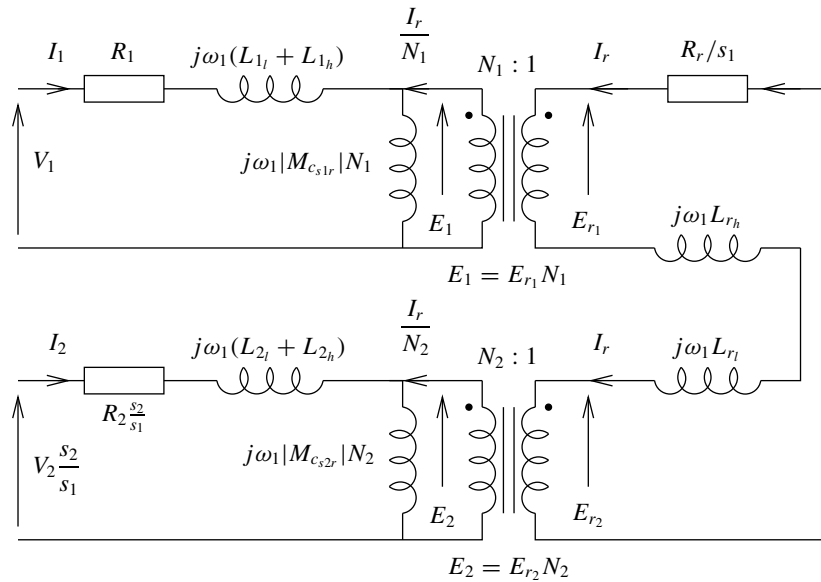 I_1
R_1
jω_1(L_{1_l} + L_{1_h})
I_r/N_1
N_1 : 1
I_r
R_r/s_1
V_1
jω_1|M_{c_{s1r}}|N_1
E_1
E_{r_1}
jω_1L_{r_h}
E_1 = E_{r_1}N_1
I_2
jω_1(L_{2_l} + L_{2_h})
I_r/N_2
N_2 : 1
I_r
jω_1L_{r_l}
R_2 s_2/s_1
V_2 s_2/s_1
jω_1|M_{c_{s2r}}|N_2
E_2
E_{r_2}
E_2 = E_{r_2}N_2